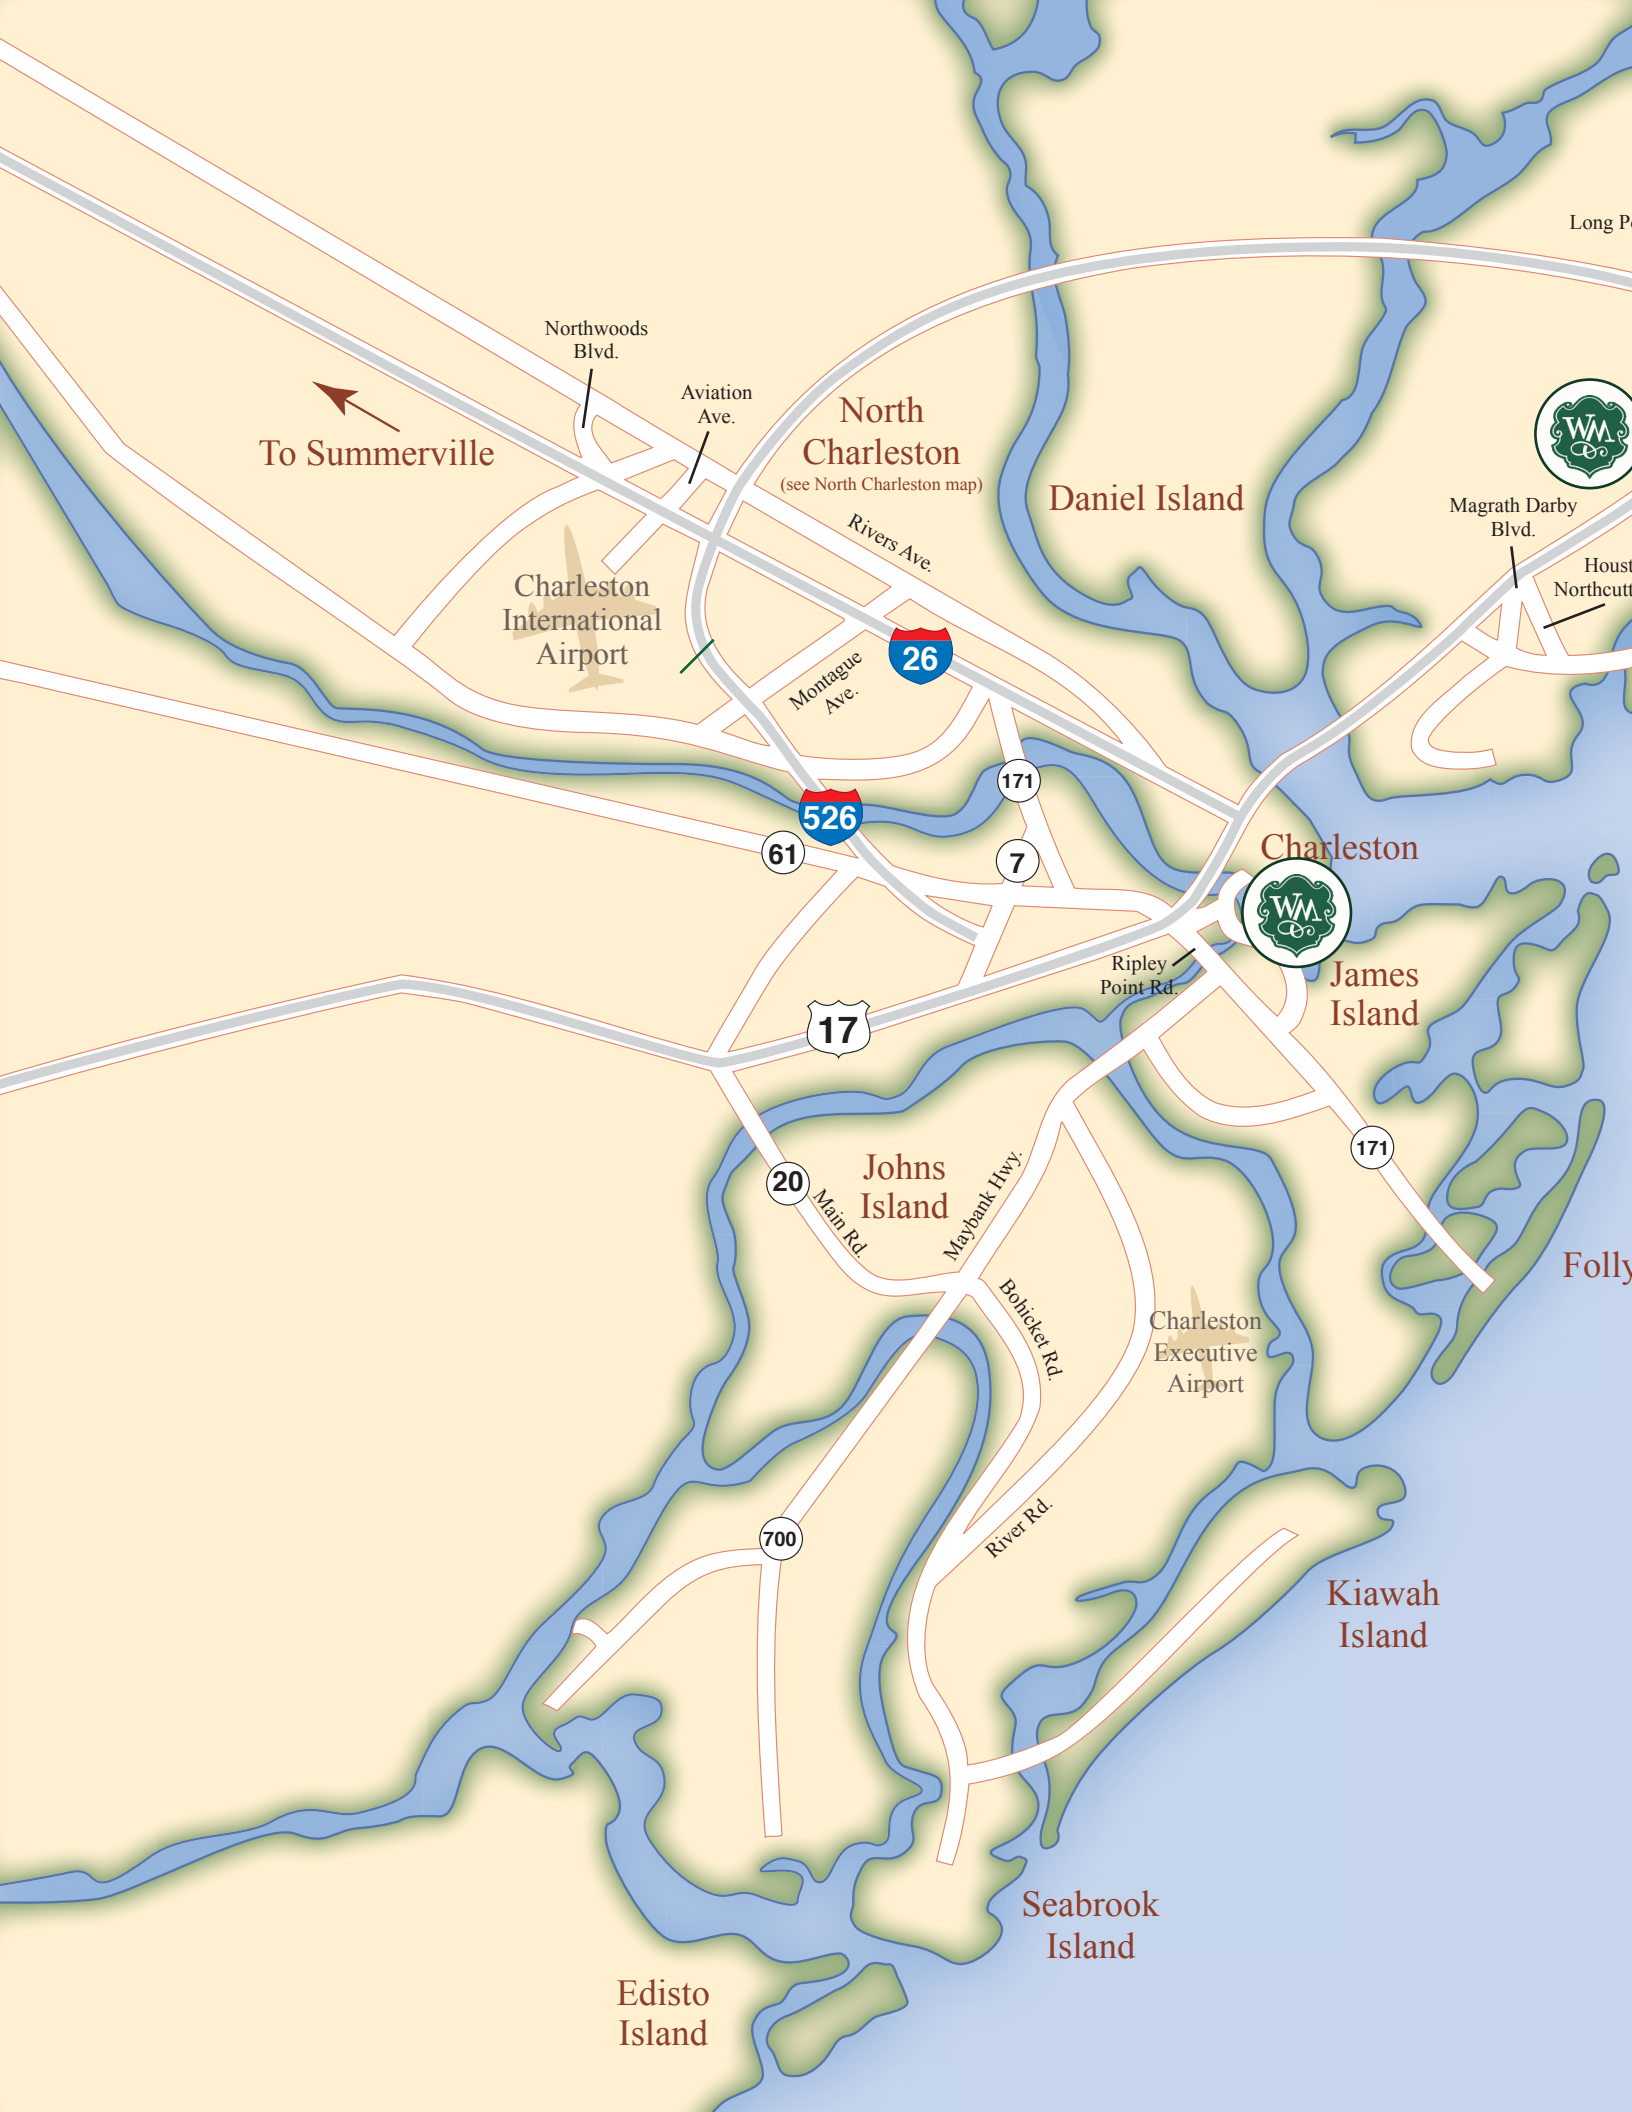 Long P
Northwoods
Blvd.
Aviation
Ave.
North
Charleston
(see North Charleston map)
To Summerville
WM
Daniel Island
Magrath Darby
Blvd.
Rivers Ave.
Houst
Northcutt
Charleston
International
Airport
26
Montague
Ave.
171
526
61
7
Charleston
WM
Ripley
Point Rd.
James
Island
17
171
Johns
Island
20
Main Rd.
Maybank Hwy.
Folly
Bohicket Rd.
Charleston
Executive
Airport
700
River Rd.
Kiawah
Island
Seabrook
Island
Edisto
Island